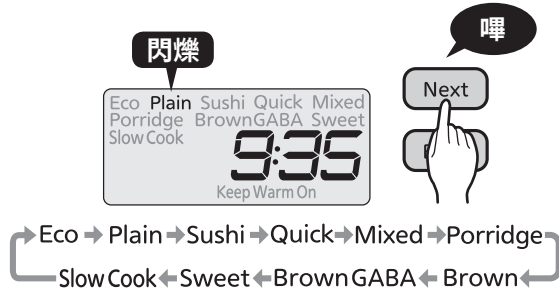 嗶
閃爍
Next
Eco Plain Sushi Quick Mixed
Porridge BrownGABA Sweet
Slow Cook
9:35
Keep Warm On
Eco → Plain → Sushi → Quick → Mixed → Porridge
Slow Cook ← Sweet ← Brown GABA ← Brown